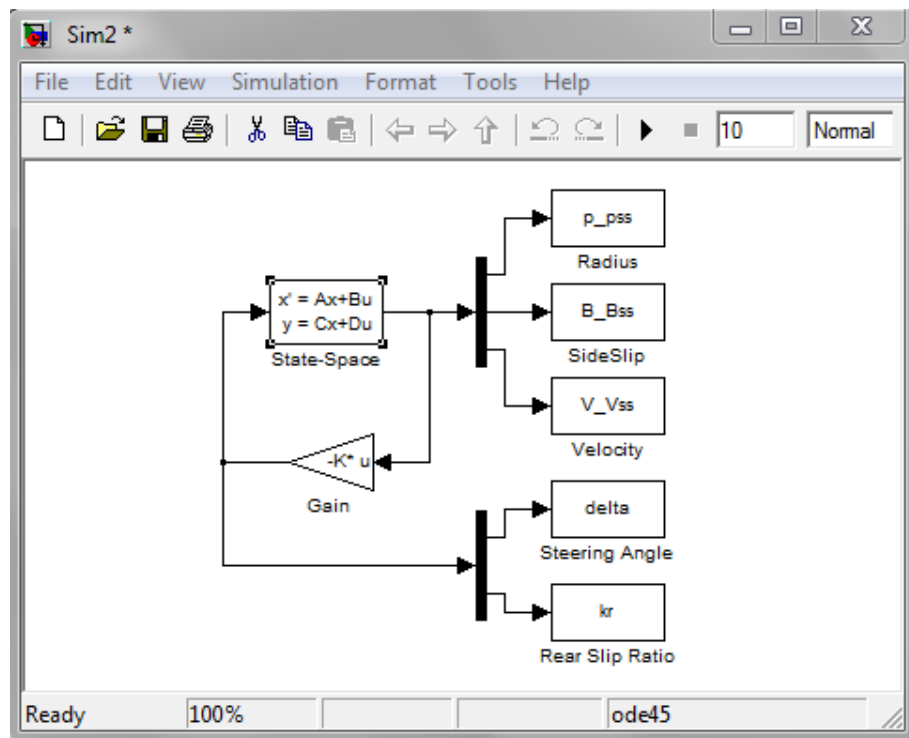 Sim2 *
File Edit View Simulation Format Tools Help
10 Normal
p_pss
Radius
x' = Ax+Bu
y = Cx+Du
State-Space
B_Bss
SideSlip
V_Vss
Velocity
-K* u
Gain
delta
Steering Angle
kr
Rear Slip Ratio
Ready 100% ode45